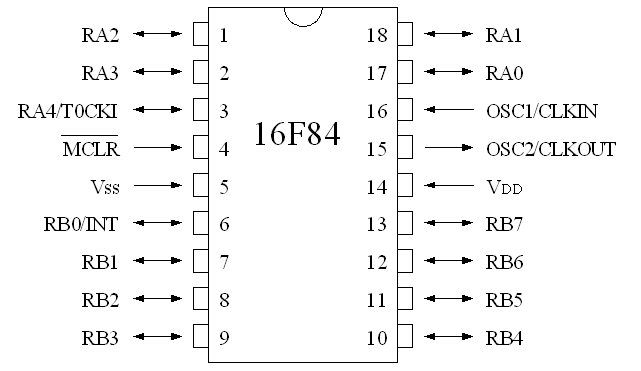 RA2 1 18 RA1
RA3 2 17 RA0
RA4/T0CKI 3 16 OSC1/CLKIN
16F84
MCLR 4 15 OSC2/CLKOUT
Vss 5 14 VDD
RB0/INT 6 13 RB7
RB1 7 12 RB6
RB2 8 11 RB5
RB3 9 10 RB4